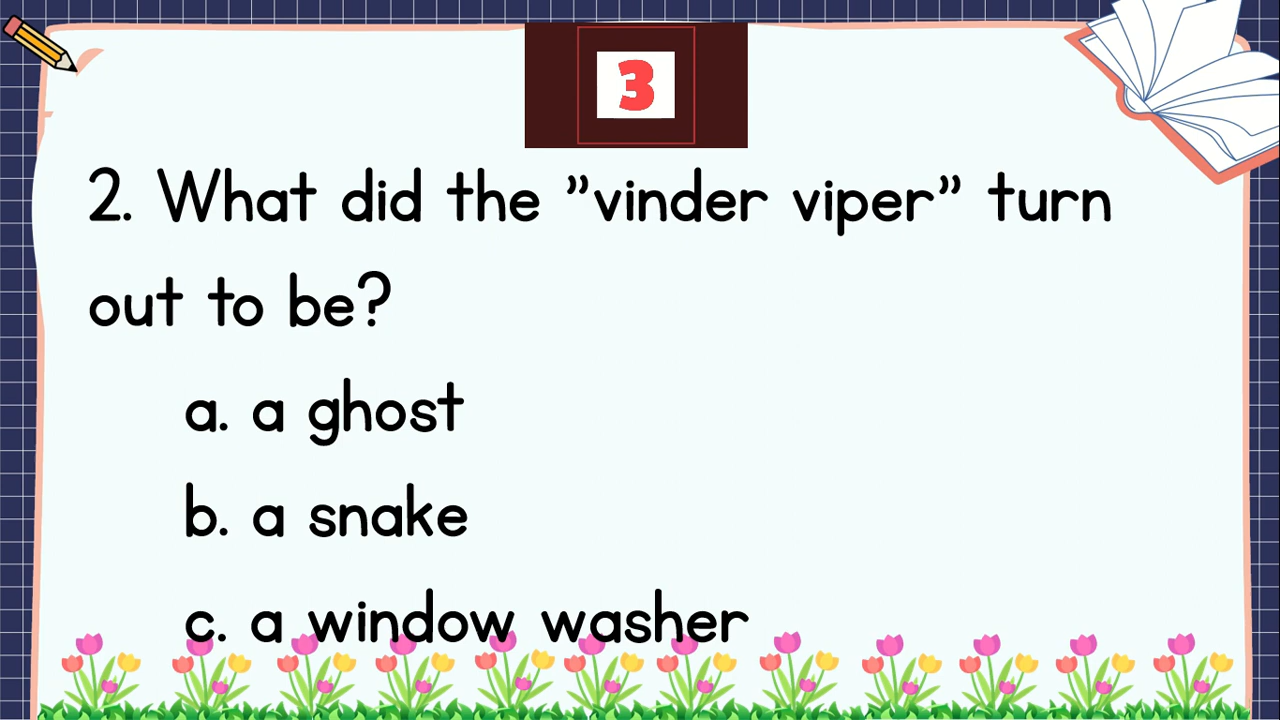 3
2. What did the ”vinder viper” turn
out to be?
a. a ghost
b. a snake
c. a window washer